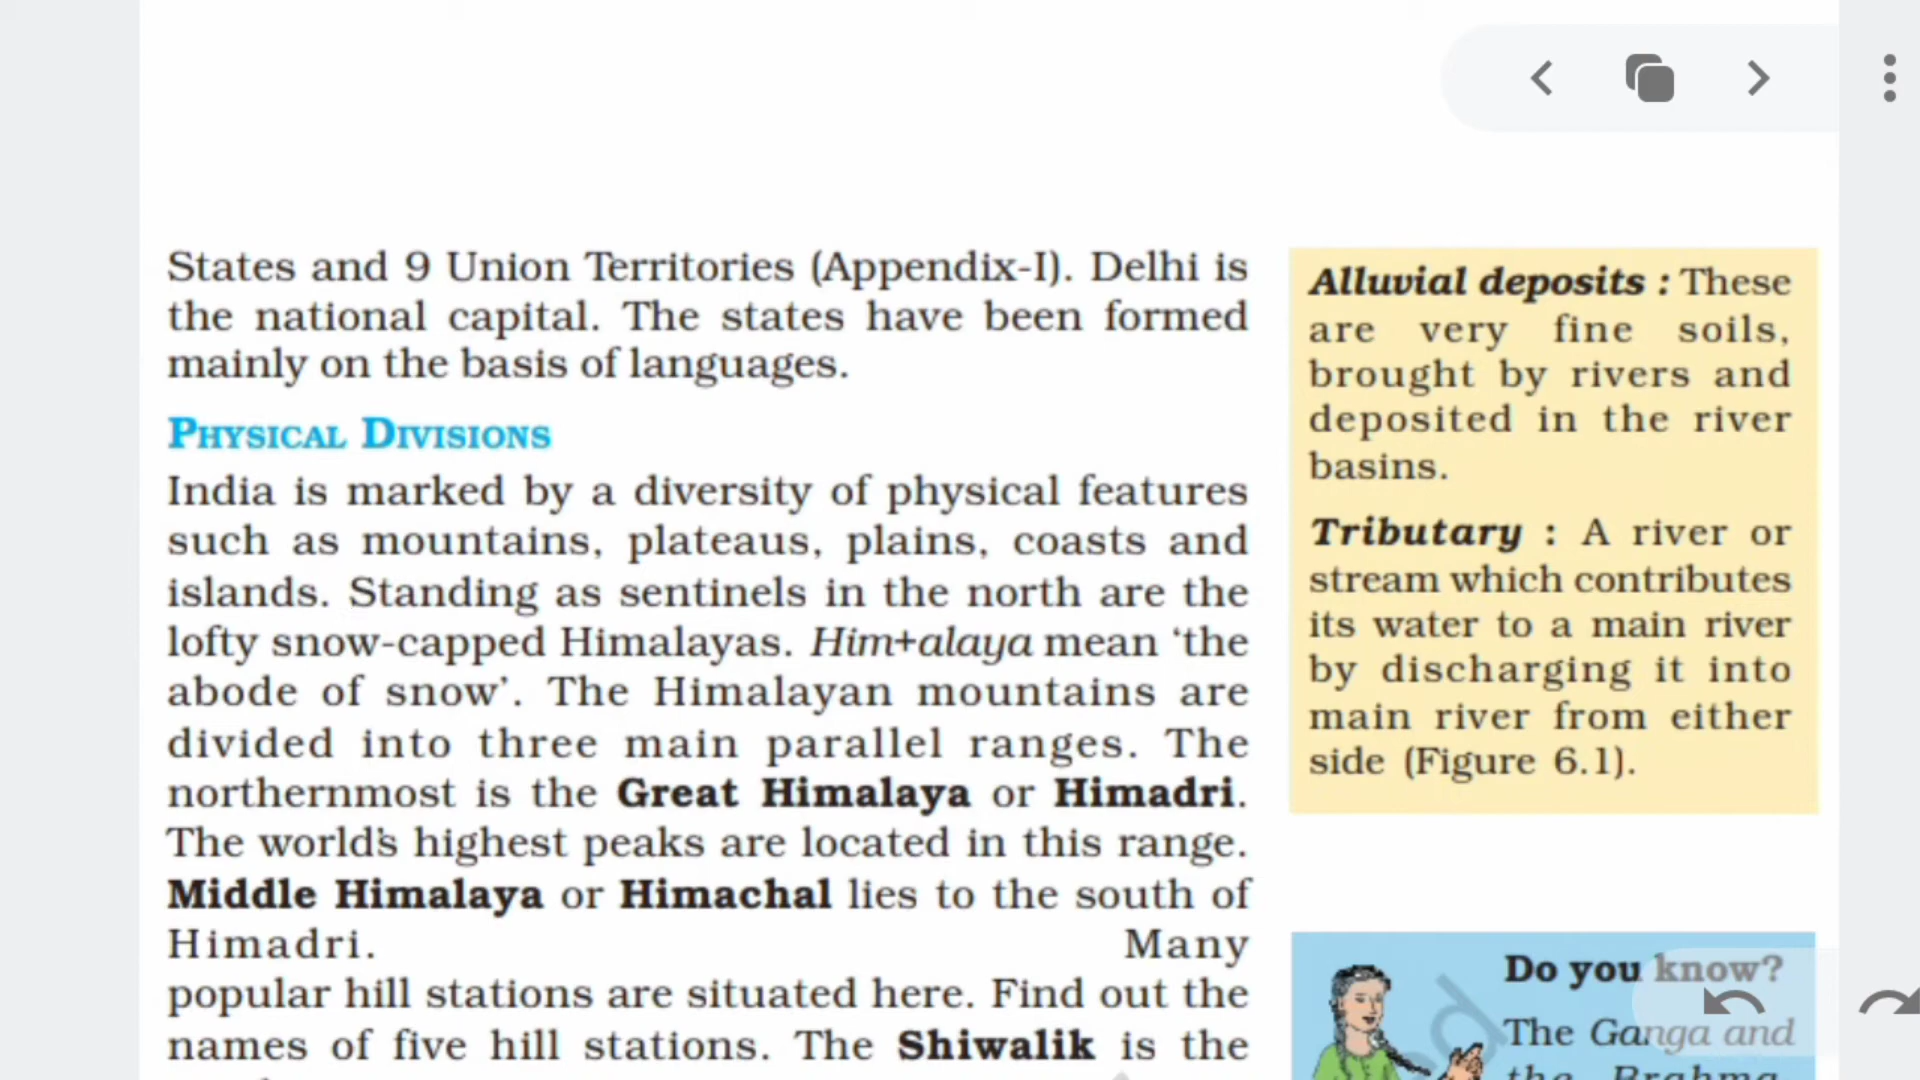 States and 9 Union Territories (Appendix-I). Delhi is
the national capital. The states have been formed
mainly on the basis of languages.
PHYSICAL DIVISIONS
India is marked by a diversity of physical features
such as mountains, plateaus, plains, coasts and
islands. Standing as sentinels in the north are the
lofty snow-capped Himalayas. Him+alaya mean ‘the
abode of snow’. The Himalayan mountains are
divided into three main parallel ranges. The
northernmost is the Great Himalaya or Himadri.
The world’s highest peaks are located in this range.
Middle Himalaya or Himachal lies to the south of
Himadri. Many
popular hill stations are situated here. Find out the
names of five hill stations. The Shiwalik is the
Alluvial deposits : These
are very fine soils,
brought by rivers and
deposited in the river
basins.
Tributary : A river or
stream which contributes
its water to a main river
by discharging it into
main river from either
side (Figure 6.1).
Do you know?
The Ganga and
the Brahma-